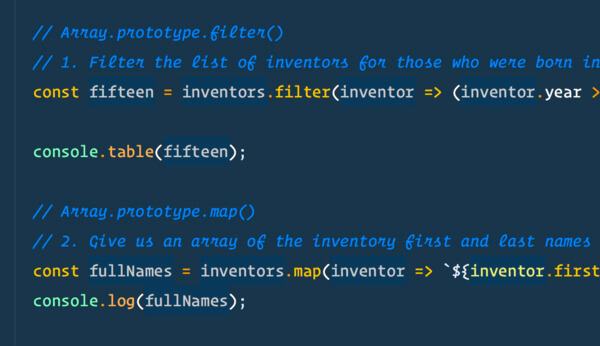 // Array.prototype.filter()
// 1. Filter the list of inventors for those who were born in
const fifteen = inventors.filter(inventor => (inventor.year >
console.table(fifteen);
// Array.prototype.map()
// 2. Give us an array of the inventory first and last names
const fullNames = inventors.map(inventor => `${inventor.first
console.log(fullNames);